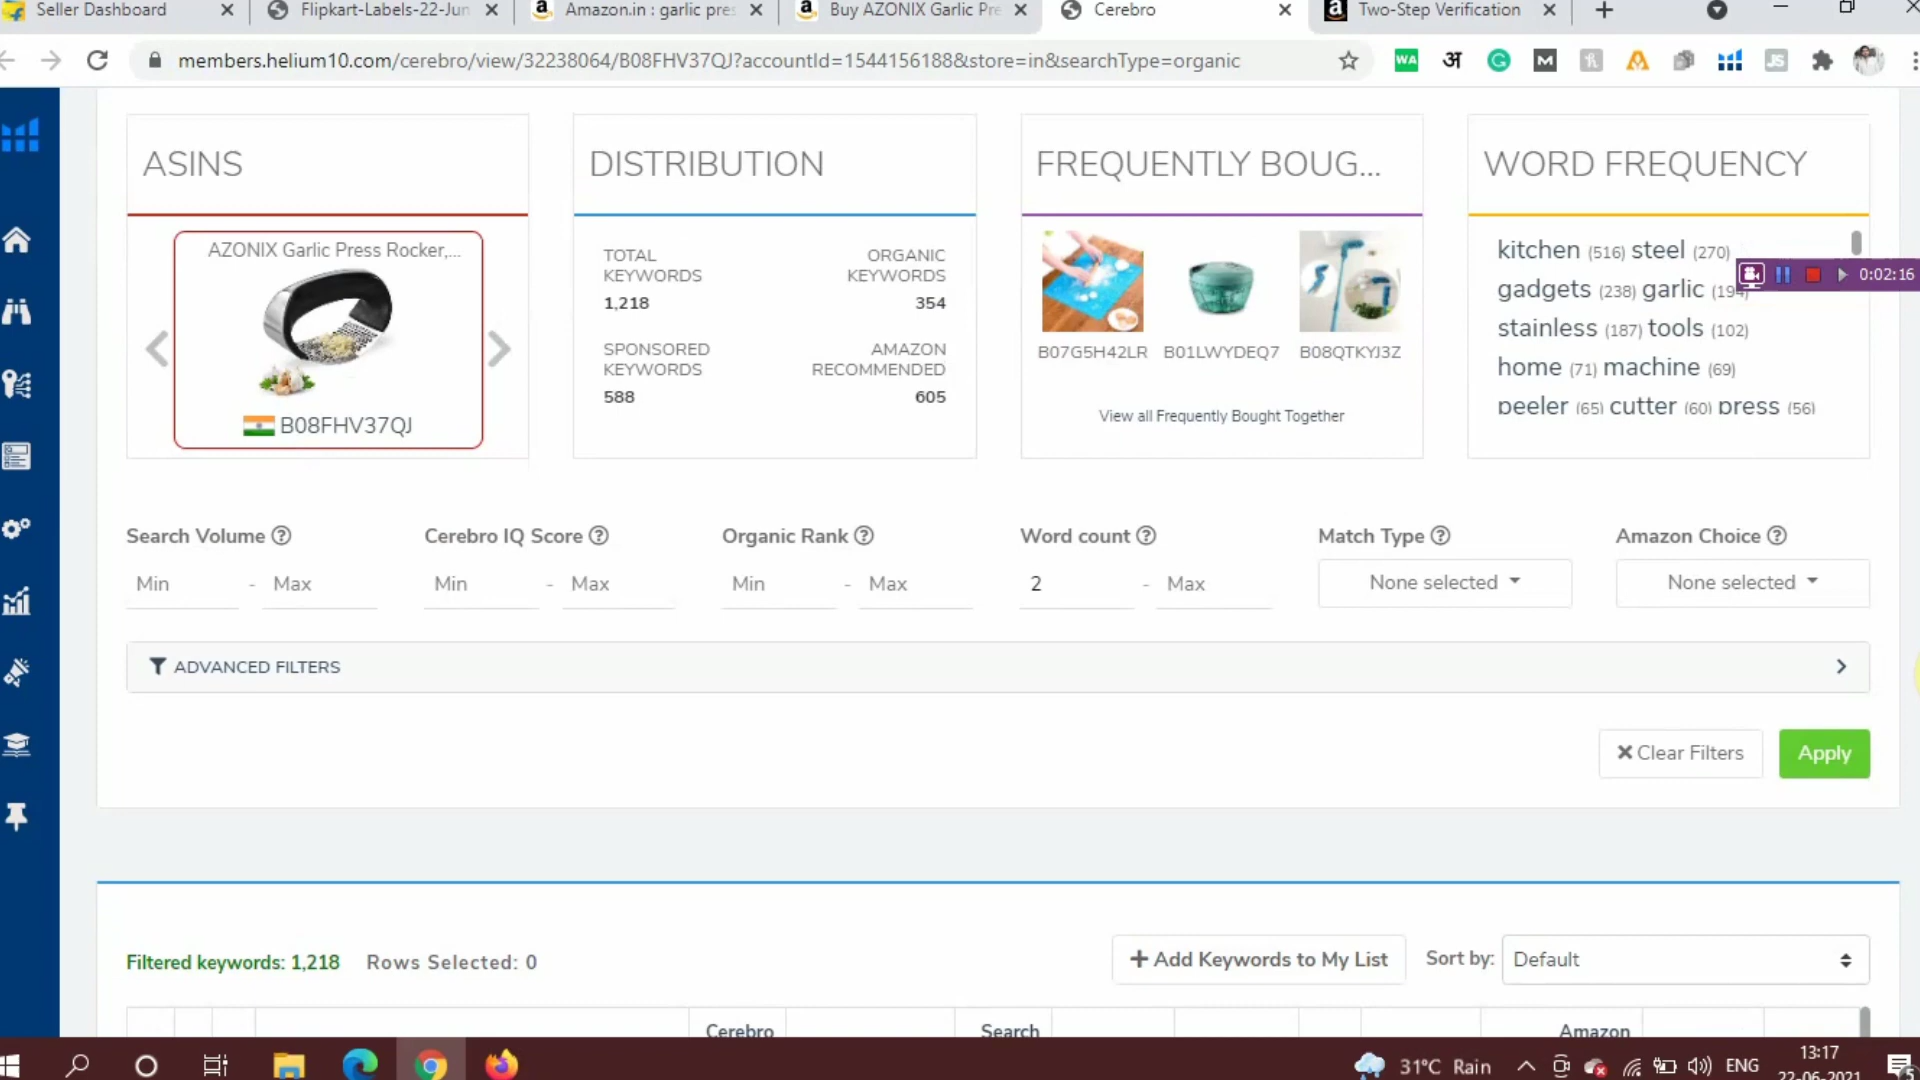 Seller Dashboard
Flipkart-Labels-22-Jun
Amazon.in : garlic pres
Buy AZONIX Garlic Pre
Cerebro
Two-Step Verification
members.helium10.com/cerebro/view/32238064/B08FHV37QJ?accountId=1544156188&store=in&searchType=organic
WA
अ
G
M
JS
ASINS
DISTRIBUTION
FREQUENTLY BOUG...
WORD FREQUENCY
AZONIX Garlic Press Rocker,...
B08FHV37QJ
TOTAL KEYWORDS
1,218
ORGANIC KEYWORDS
354
SPONSORED KEYWORDS
588
AMAZON RECOMMENDED
605
B07G5H42LR B01LWYDEQ7 B08QTKYJ3Z
View all Frequently Bought Together
kitchen (516) steel (270)
gadgets (238) garlic (194)
stainless (187) tools (102)
home (71) machine (69)
peeler (65) cutter (60) press (56)
0:02:16
Search Volume ? Cerebro IQ Score ? Organic Rank ? Word count ? Match Type ? Amazon Choice ?
Min - Max Min - Max Min - Max 2 - Max None selected None selected
ADVANCED FILTERS
Clear Filters Apply
Filtered keywords: 1,218 Rows Selected: 0
+ Add Keywords to My List Sort by: Default
Cerebro Search Amazon
31°C Rain
ENG
13:17
22-06-2021
5